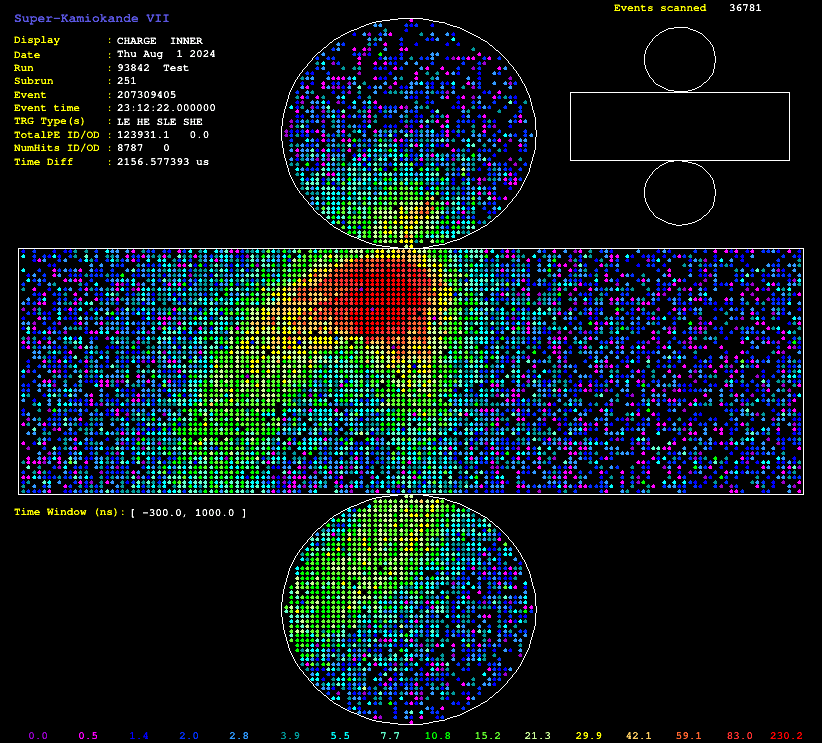 Super-Kamiokande VII
Display : CHARGE INNER
Date : Thu Aug 1 2024
Run : 93842 Test
Subrun : 251
Event : 207309405
Event time : 23:12:22.000000
TRG Type(s) : LE HE SLE SHE
TotalPE ID/OD : 123931.1 0.0
NumHits ID/OD : 8787 0
Time Diff : 2156.577393 us
Events scanned 36781
Time Window (ns): [ -300.0, 1000.0 ]
0.0 0.5 1.4 2.0 2.8 3.9 5.5 7.7 10.8 15.2 21.3 29.9 42.1 59.1 83.0 230.2